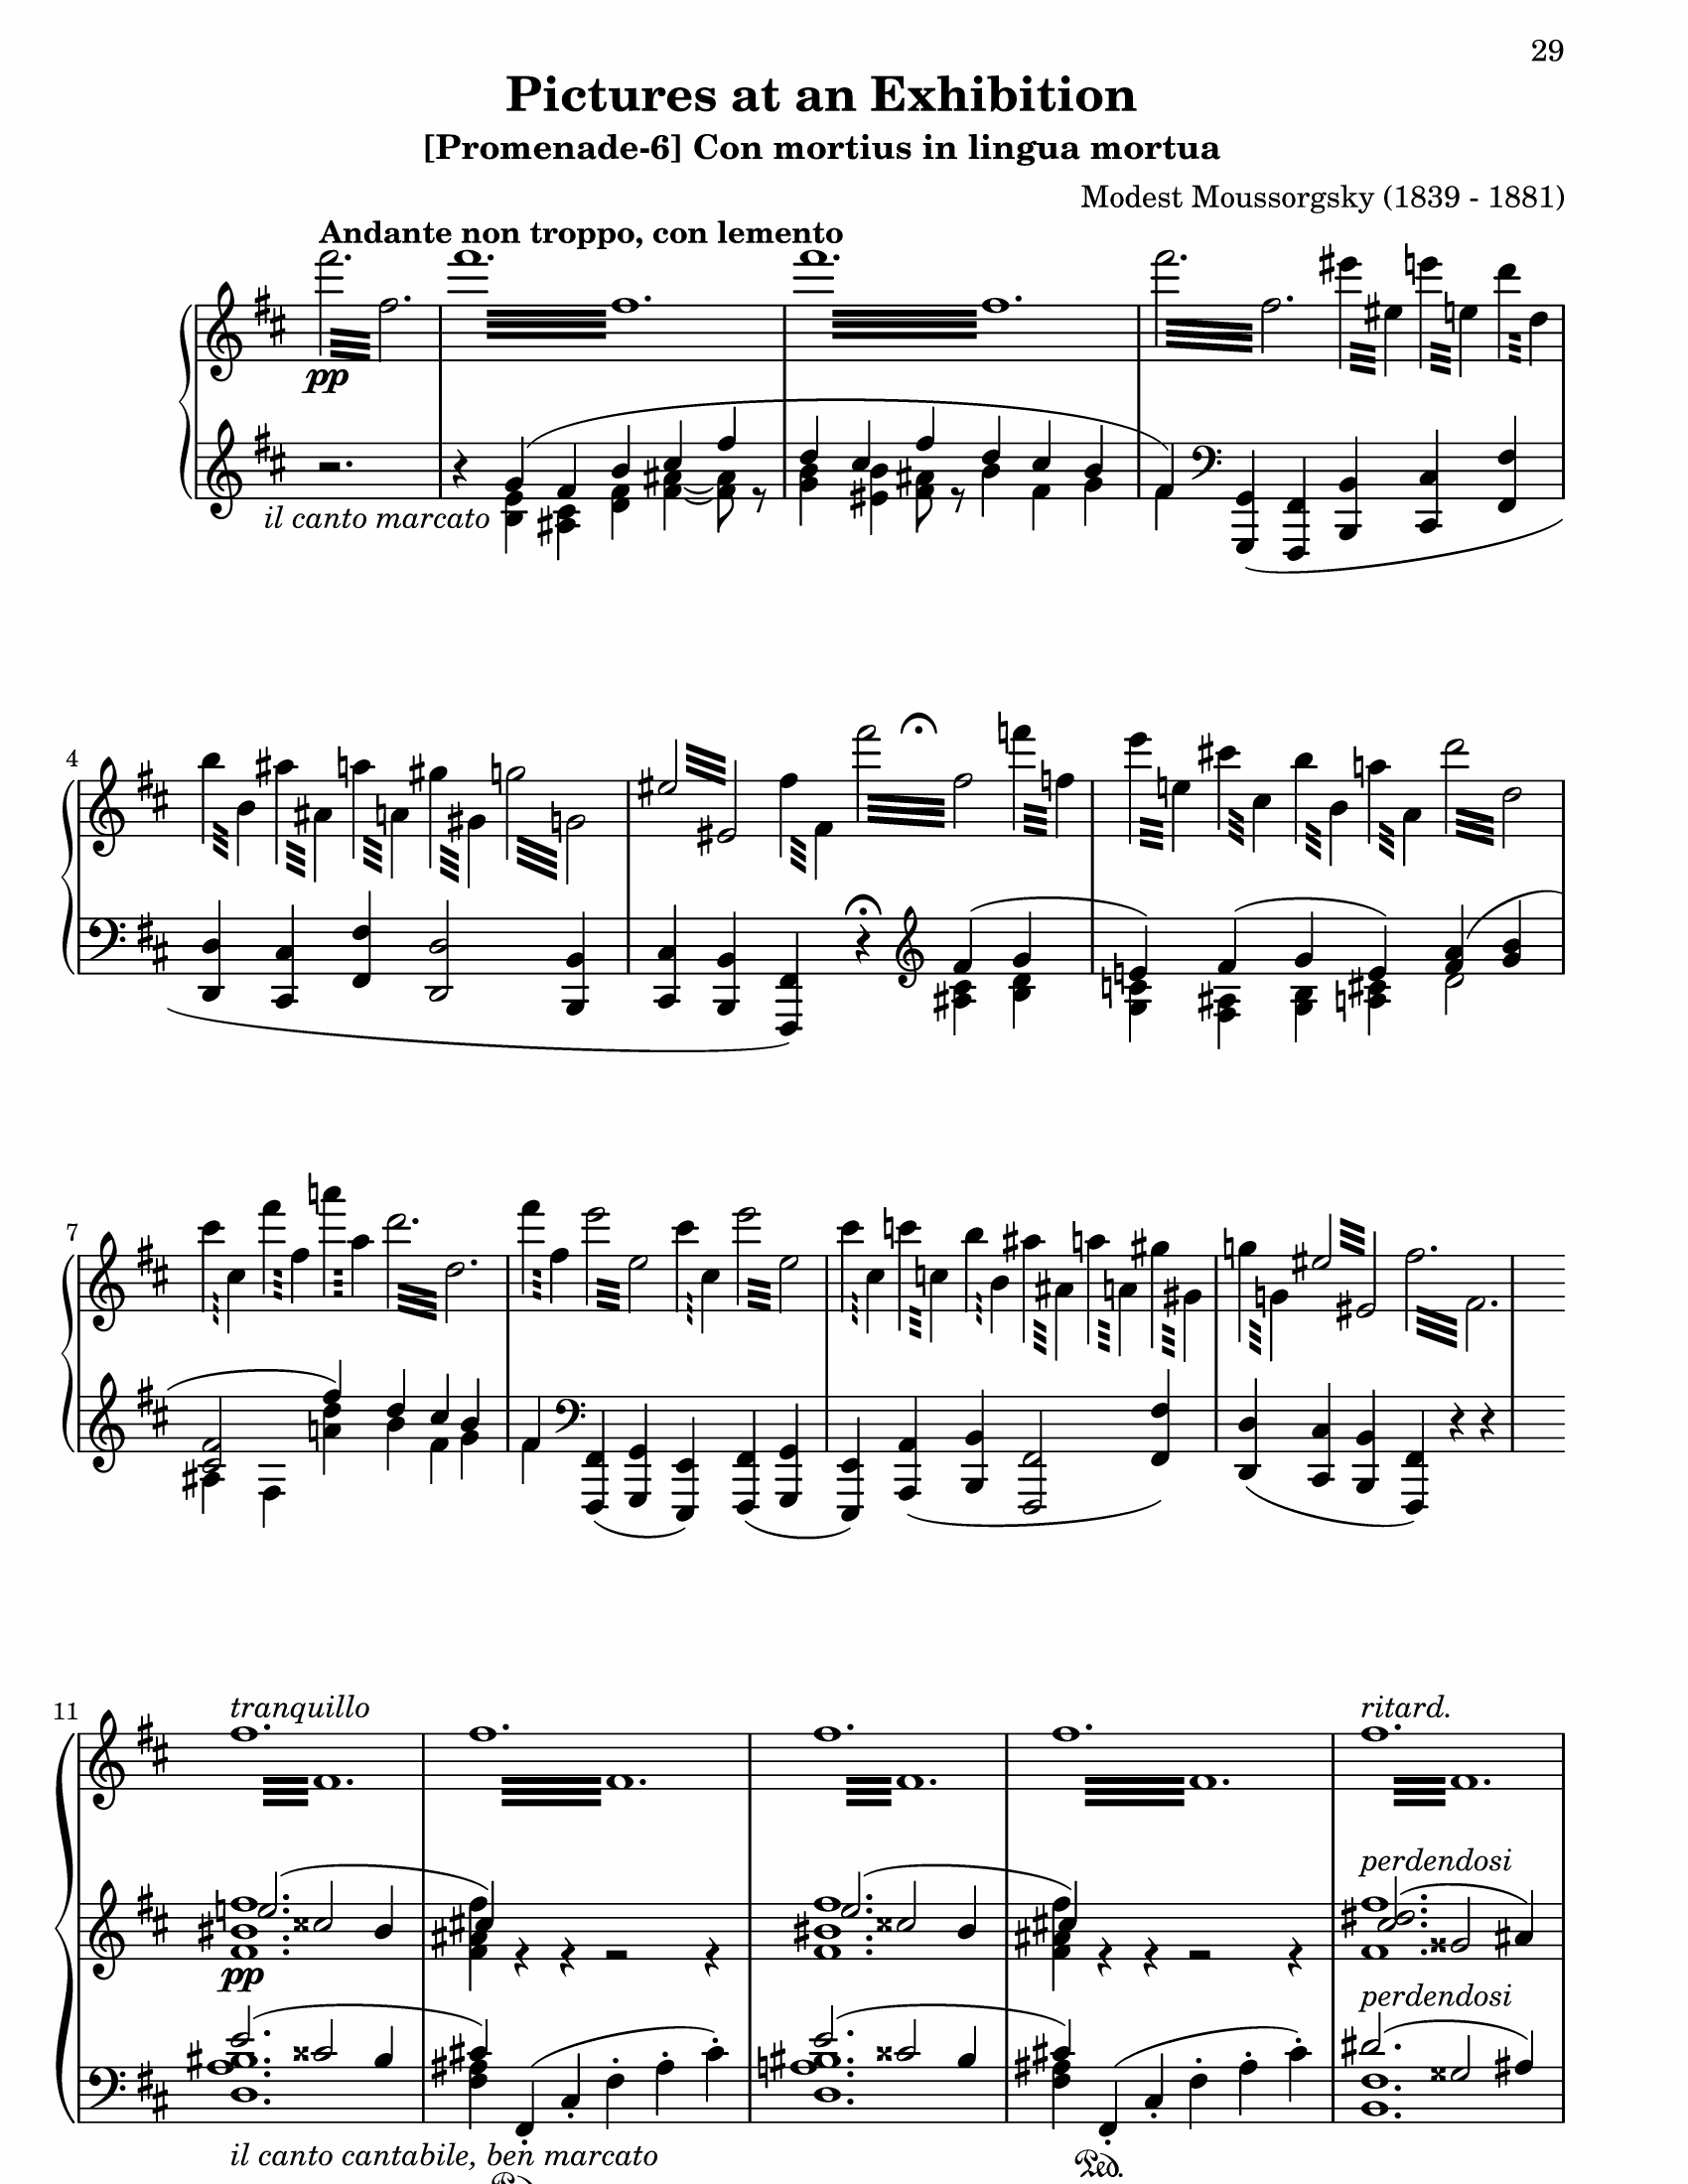 29
Pictures at an Exhibition
[Promenade-6] Con mortius in lingua mortua
Modest Moussorgsky (1839 - 1881)
Andante non troppo, con lemento
pp
il canto marcato
4
7
11
tranquillo
ritard.
perdendosi
pp
perdendosi
il canto cantabile, ben marcato
Ped.